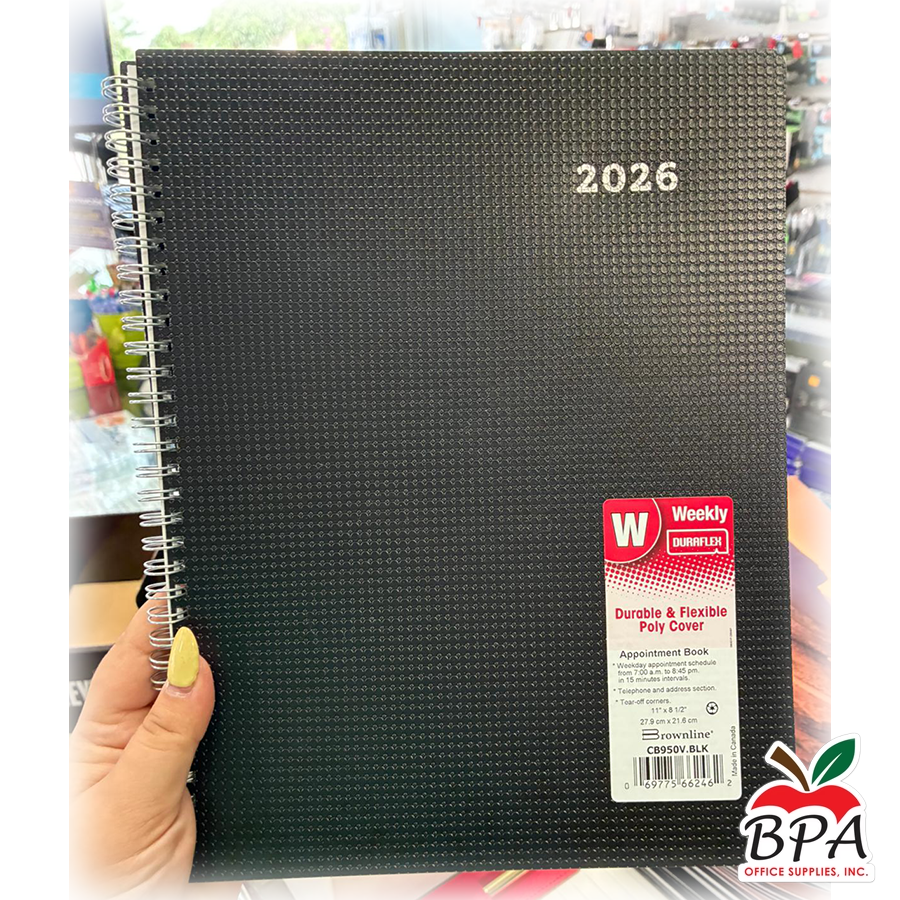 2026
W
Weekly
DURAFLEX
Durable & Flexible
Poly Cover
Appointment Book
* Weekday appointment schedule
from 7:00 a.m. to 8:45 pm.
in 15 minutes intervals.
* Telephone and address section.
* Tear-off corners.
11" x 8 1/2"
27.9 cm x 21.6 cm
Brownline®
CB950V.BLK
Made in Canada
0 69775 66246 2
BPA
OFFICE SUPPLIES, INC.